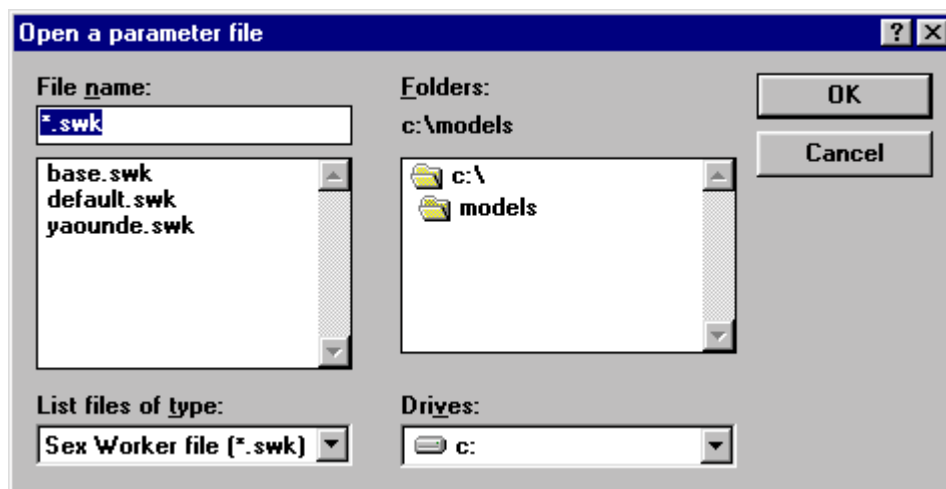 Open a parameter file
File name:
*.swk
base.swk
default.swk
yaounde.swk
List files of type:
Sex Worker file (*.swk)
Folders:
c:\models
c:\
models
Drives:
c:
OK
Cancel